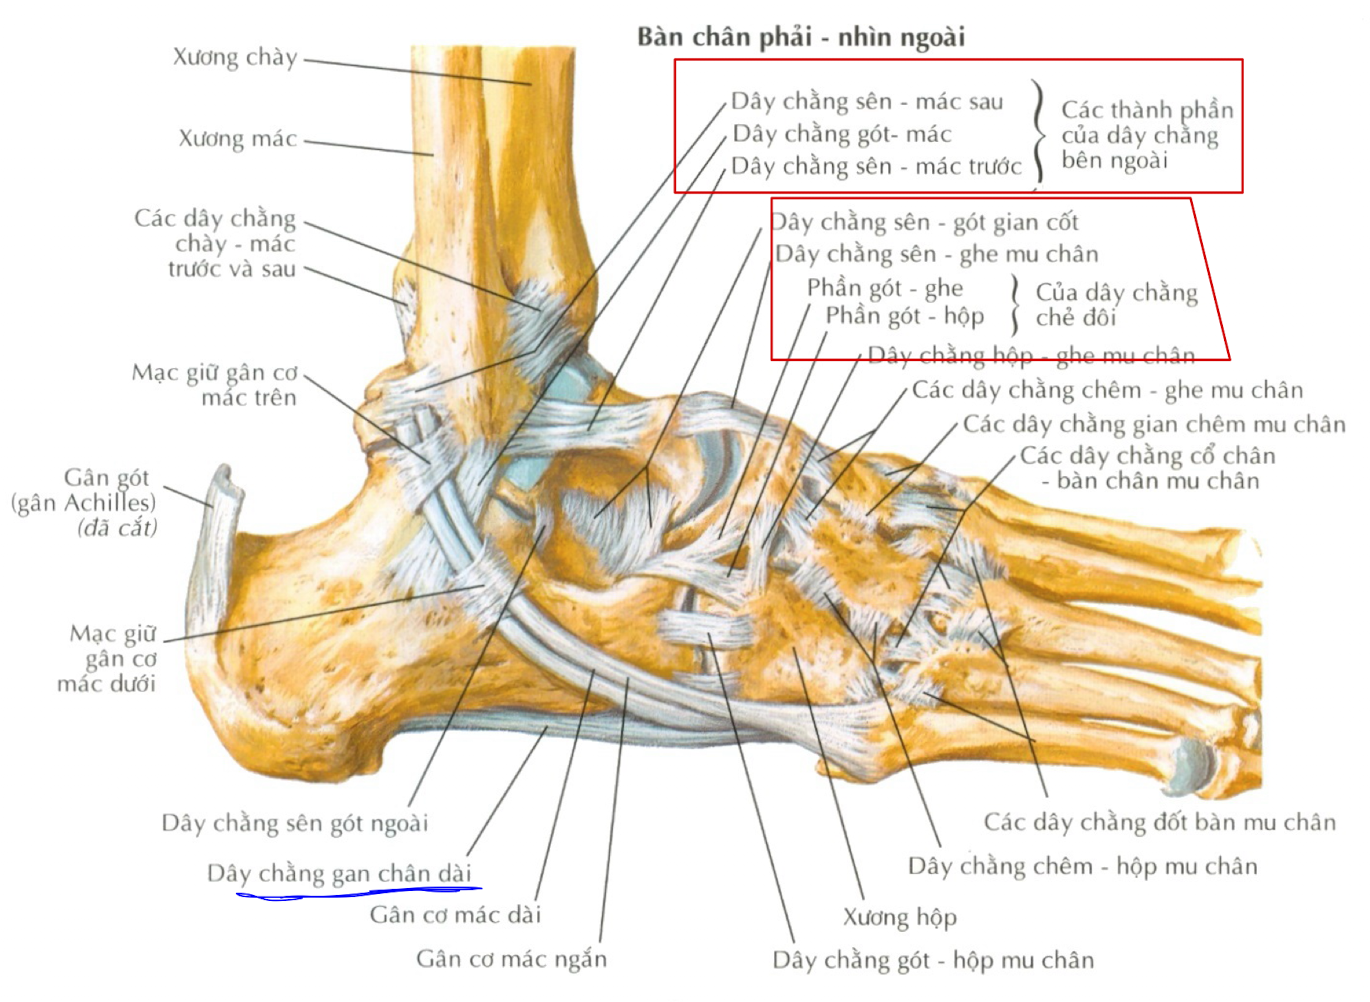 Bàn chân phải - nhìn ngoài
Xương chày
Xương mác
Các dây chằng
chày - mác
trước và sau
Mạc giữ gân cơ
mác trên
Gân gót
(gân Achilles)
(đã cắt)
Mạc giữ
gân cơ
mác dưới
Dây chằng sên - mác sau
Dây chằng gót- mác
Dây chằng sên - mác trước
Các thành phần
của dây chằng
bên ngoài
Dây chằng sên - gót gian cốt
Dây chằng sên - ghe mu chân
Phần gót - ghe
Phần gót - hộp
Của dây chằng
chẻ đôi
Dây chằng hộp - ghe mu chân
Các dây chằng chêm - ghe mu chân
Các dây chằng gian chêm mu chân
Các dây chằng cổ chân
- bàn chân mu chân
Dây chằng sên gót ngoài
Dây chằng gan chân dài
Gân cơ mác dài
Gân cơ mác ngắn
Các dây chằng đốt bàn mu chân
Dây chằng chêm - hộp mu chân
Xương hộp
Dây chằng gót - hộp mu chân